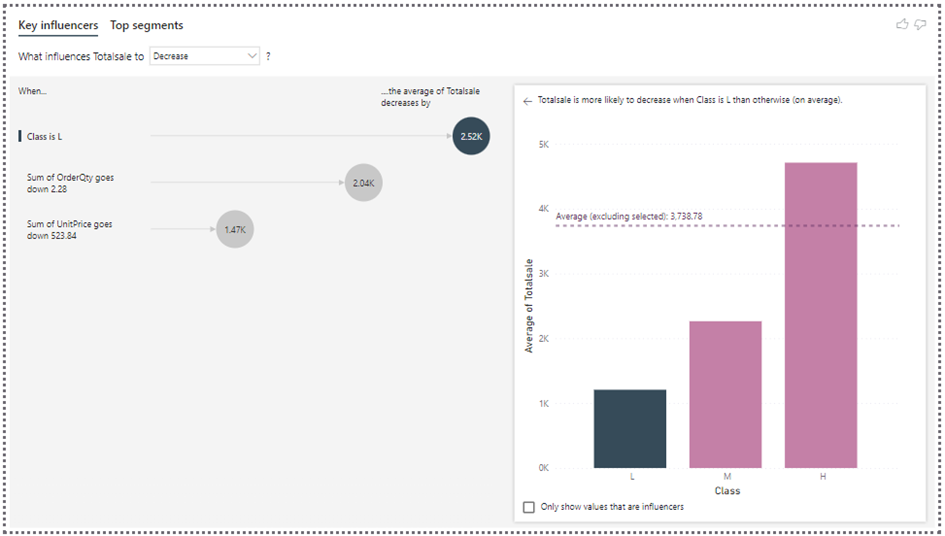 Key influencers Top segments
What influences Totalsale to Decrease ?
When...
....the average of Totalsale
decreases by
Class is L
2.52K
Sum of OrderQty goes
down 2.28
2.04K
Sum of UnitPrice goes
down 523.84
1.47K
Totalsale is more likely to decrease when Class is L than otherwise (on average).
5K
4K
Average (excluding selected): 3,738.78
3K
2K
1K
0K
Average of Totalsale
L M H
Class
Only show values that are influencers